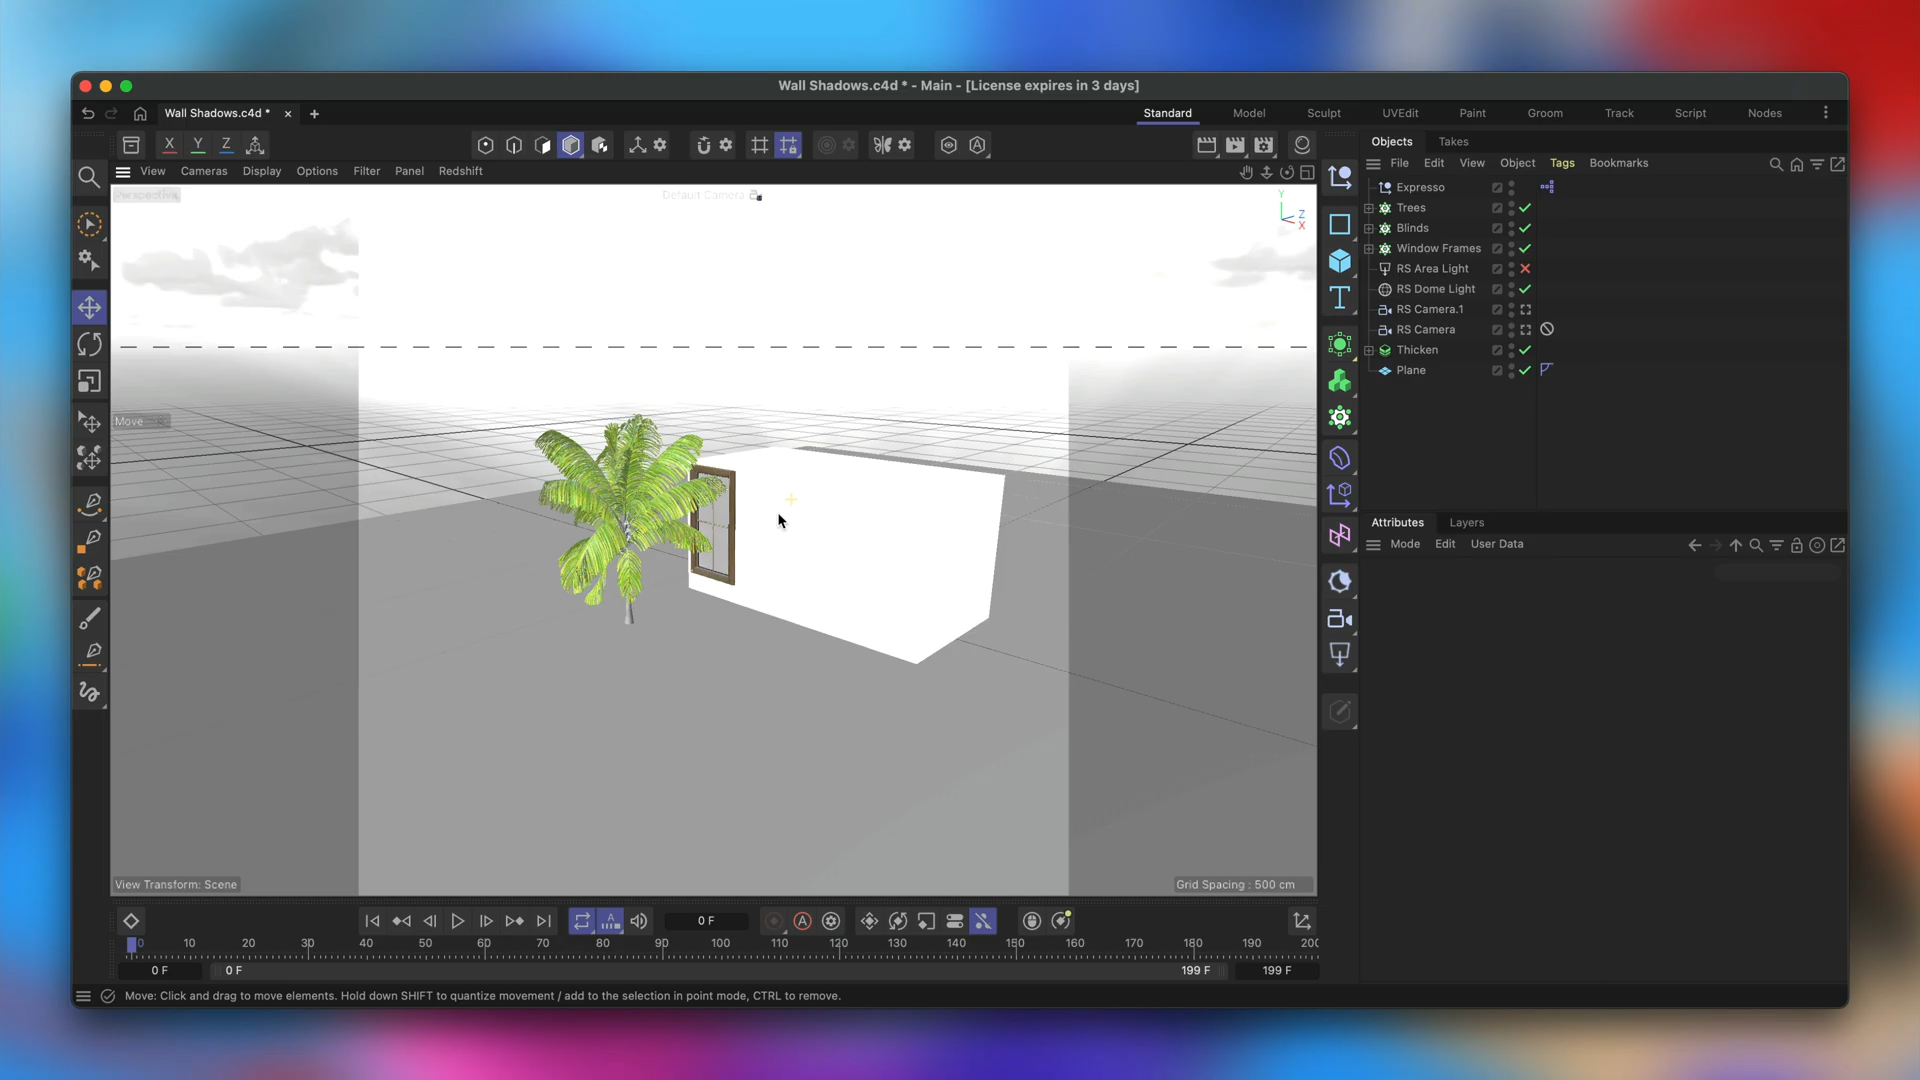 Wall Shadows.c4d * - Main - [License expires in 3 days]
Wall Shadows.c4d *
Standard
Model
Sculpt
UVEdit
Paint
Groom
Track
Script
Nodes
X Y Z
Objects
Takes
View
Cameras
Display
Options
Filter
Panel
Redshift
File
Edit
View
Object
Tags
Bookmarks
Perspective
Default Camera
Y
Z
X
Expresso
Trees
Blinds
Window Frames
RS Area Light
RS Dome Light
RS Camera.1
RS Camera
Thicken
Plane
Move
Attributes
Layers
Mode
Edit
User Data
View Transform: Scene
Grid Spacing : 500 cm
0 F
0 10 20 30 40 50 60 70 80 90 100 110 120 130 140 150 160 170 180 190 200
0 F
0 F
199 F
199 F
Move: Click and drag to move elements. Hold down SHIFT to quantize movement / add to the selection in point mode, CTRL to remove.